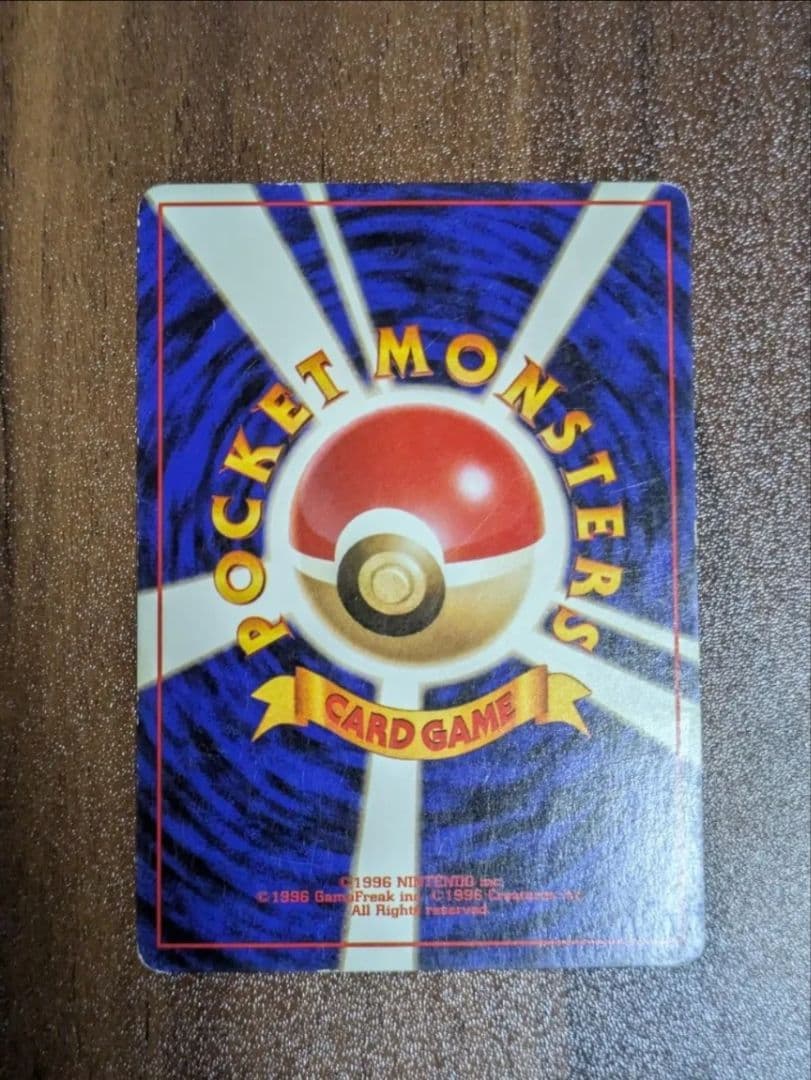 POCKET MONSTERS
CARD GAME
©1996 NINTENDO inc.
©1996 GameFreak inc. ©1996 Creatures inc.
All Rights reserved.